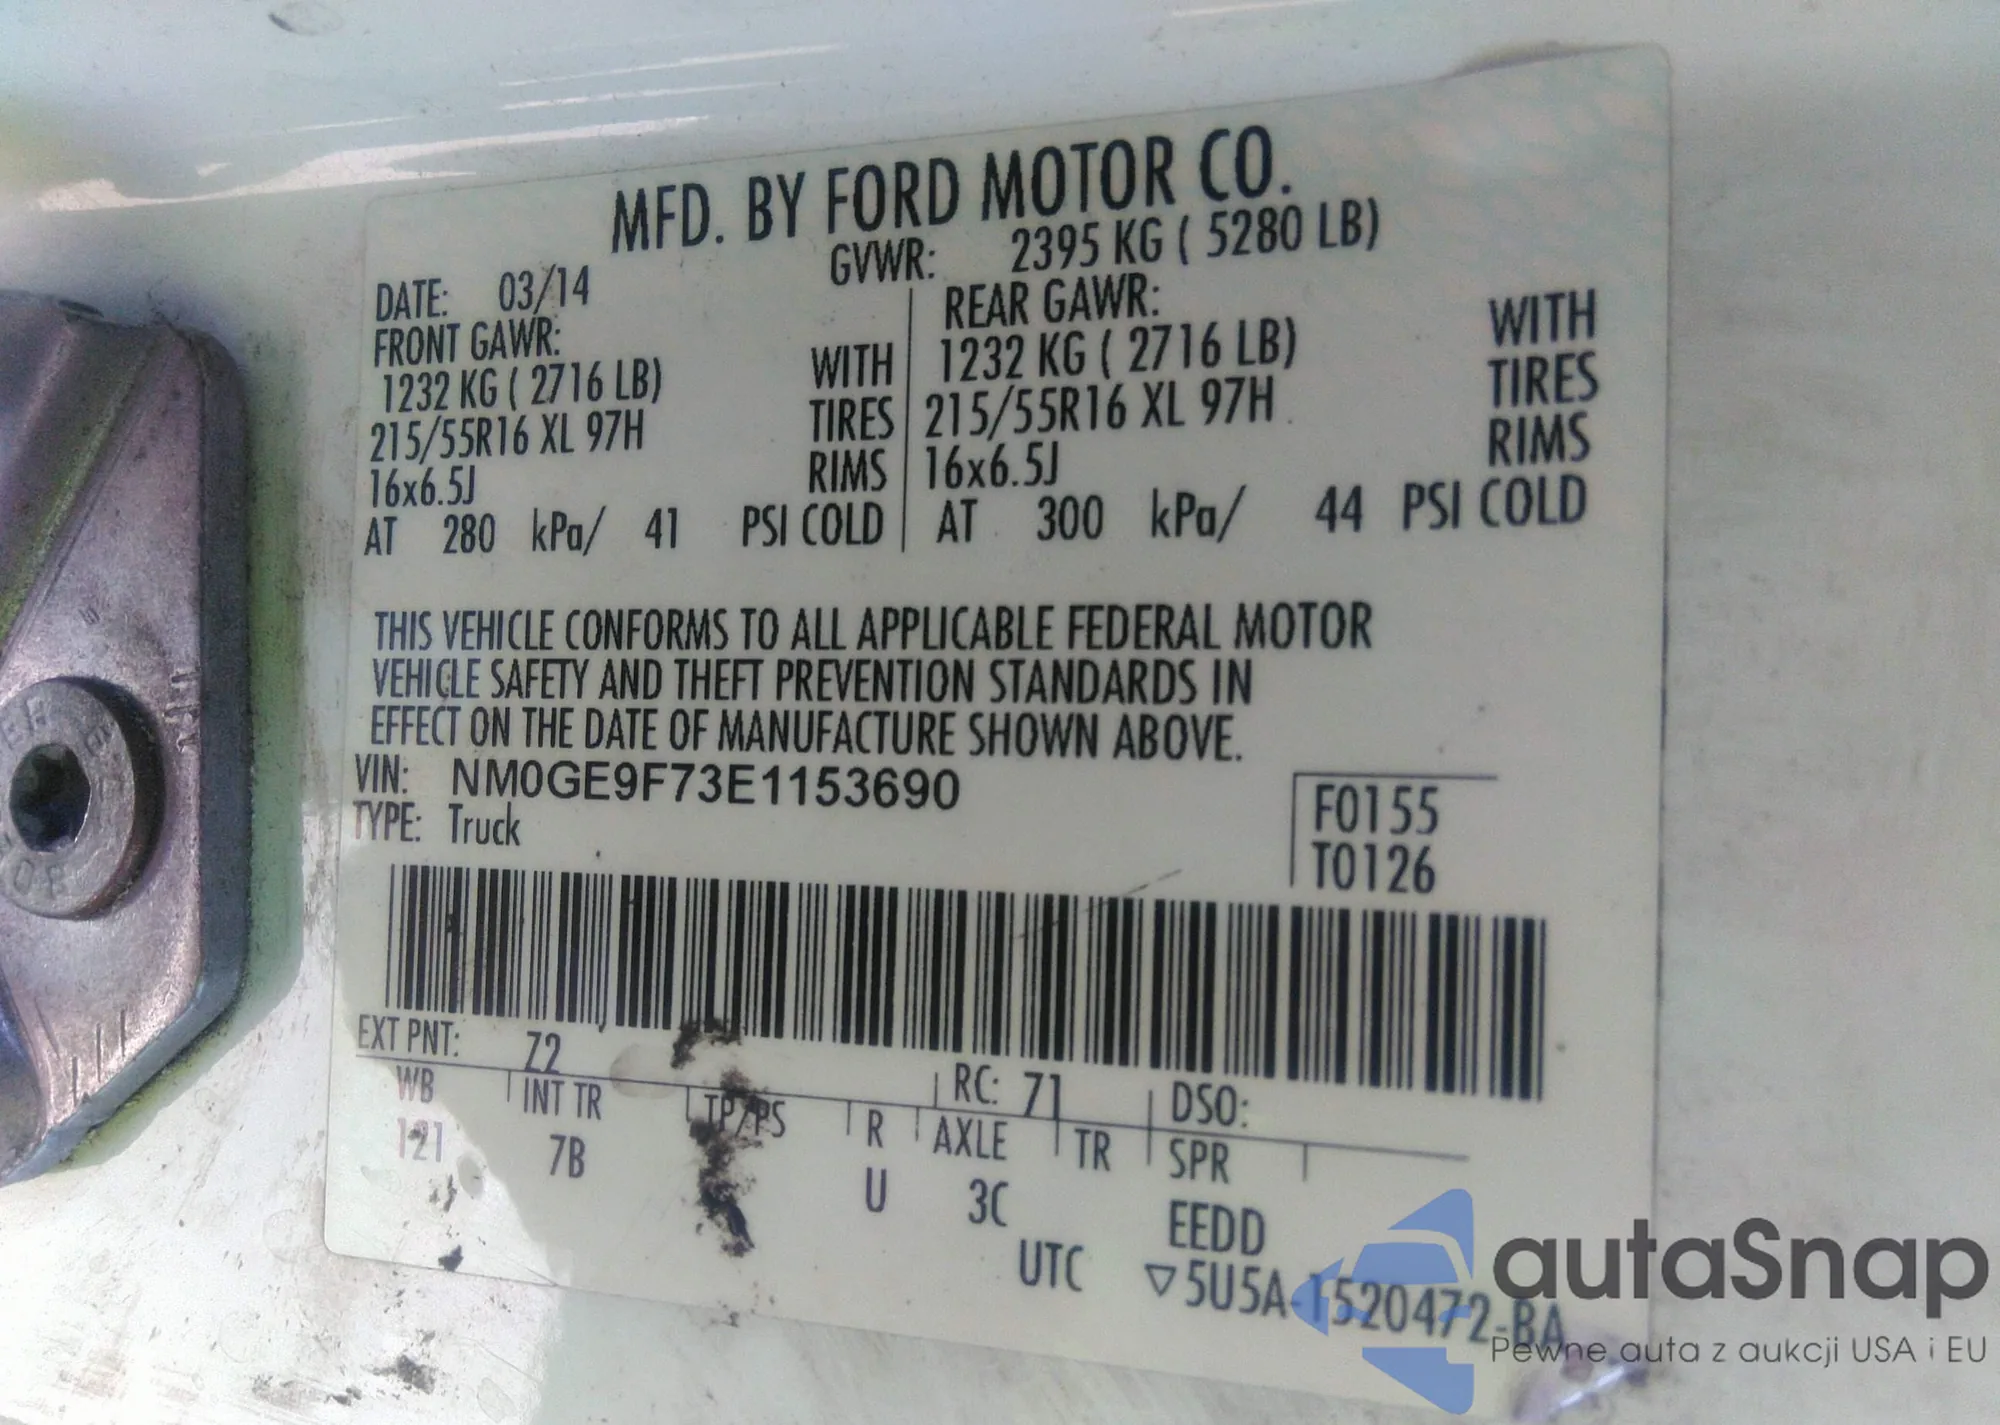 MFD. BY FORD MOTOR CO.
DATE: 03/14 GVWR: 2395 KG ( 5280 LB)
FRONT GAWR: REAR GAWR:
1232 KG ( 2716 LB) WITH 1232 KG ( 2716 LB) WITH
215/55R16 XL 97H TIRES 215/55R16 XL 97H TIRES
16x6.5J RIMS 16x6.5J RIMS
AT 280 kPa/ 41 PSI COLD AT 300 kPa/ 44 PSI COLD
THIS VEHICLE CONFORMS TO ALL APPLICABLE FEDERAL MOTOR
VEHICLE SAFETY AND THEFT PREVENTION STANDARDS IN
EFFECT ON THE DATE OF MANUFACTURE SHOWN ABOVE.
VIN: NM0GE9F73E1153690
TYPE: Truck
F0155
T0126
EXT PNT: Z2 RC: 71 DSO:
WB INT TR TP/PS R AXLE TR SPR
121 7B U 3C EEDD
UTC ▽5U5A-1520472-BA
autaSnap
Pewne auta z aukcji USA i EU